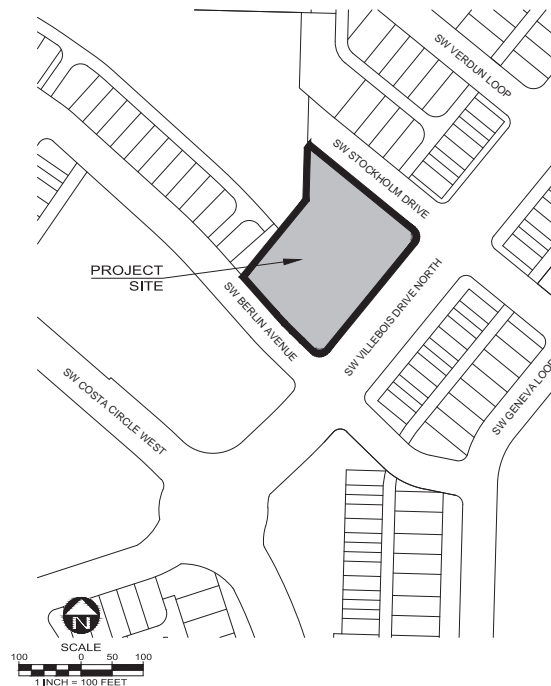 SW VERDUN LOOP
SW STOCKHOLM DRIVE
PROJECT
SITE
SW BERLIN AVENUE
SW VILLEBOIS DRIVE NORTH
SW COSTA CIRCLE WEST
SW GENEVA LOOP
N
SCALE
100 0 50 100
1 INCH = 100 FEET